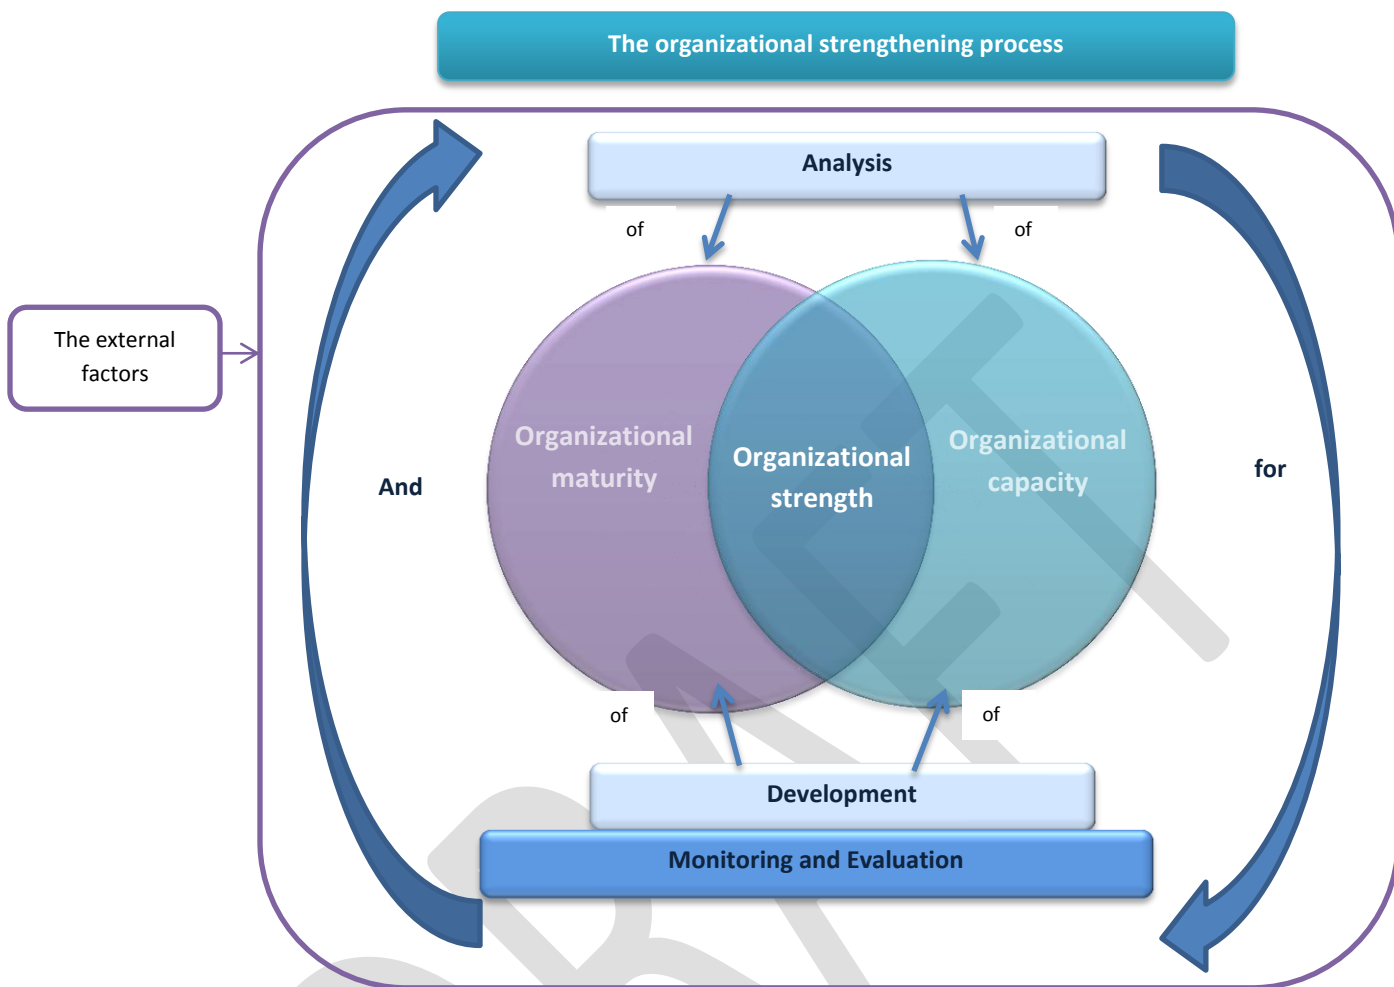 The organizational strengthening process
Analysis
of
of
The external
factors
Organizational
maturity
Organizational
strength
Organizational
capacity
And
for
of
of
Development
Monitoring and Evaluation
DRAFT